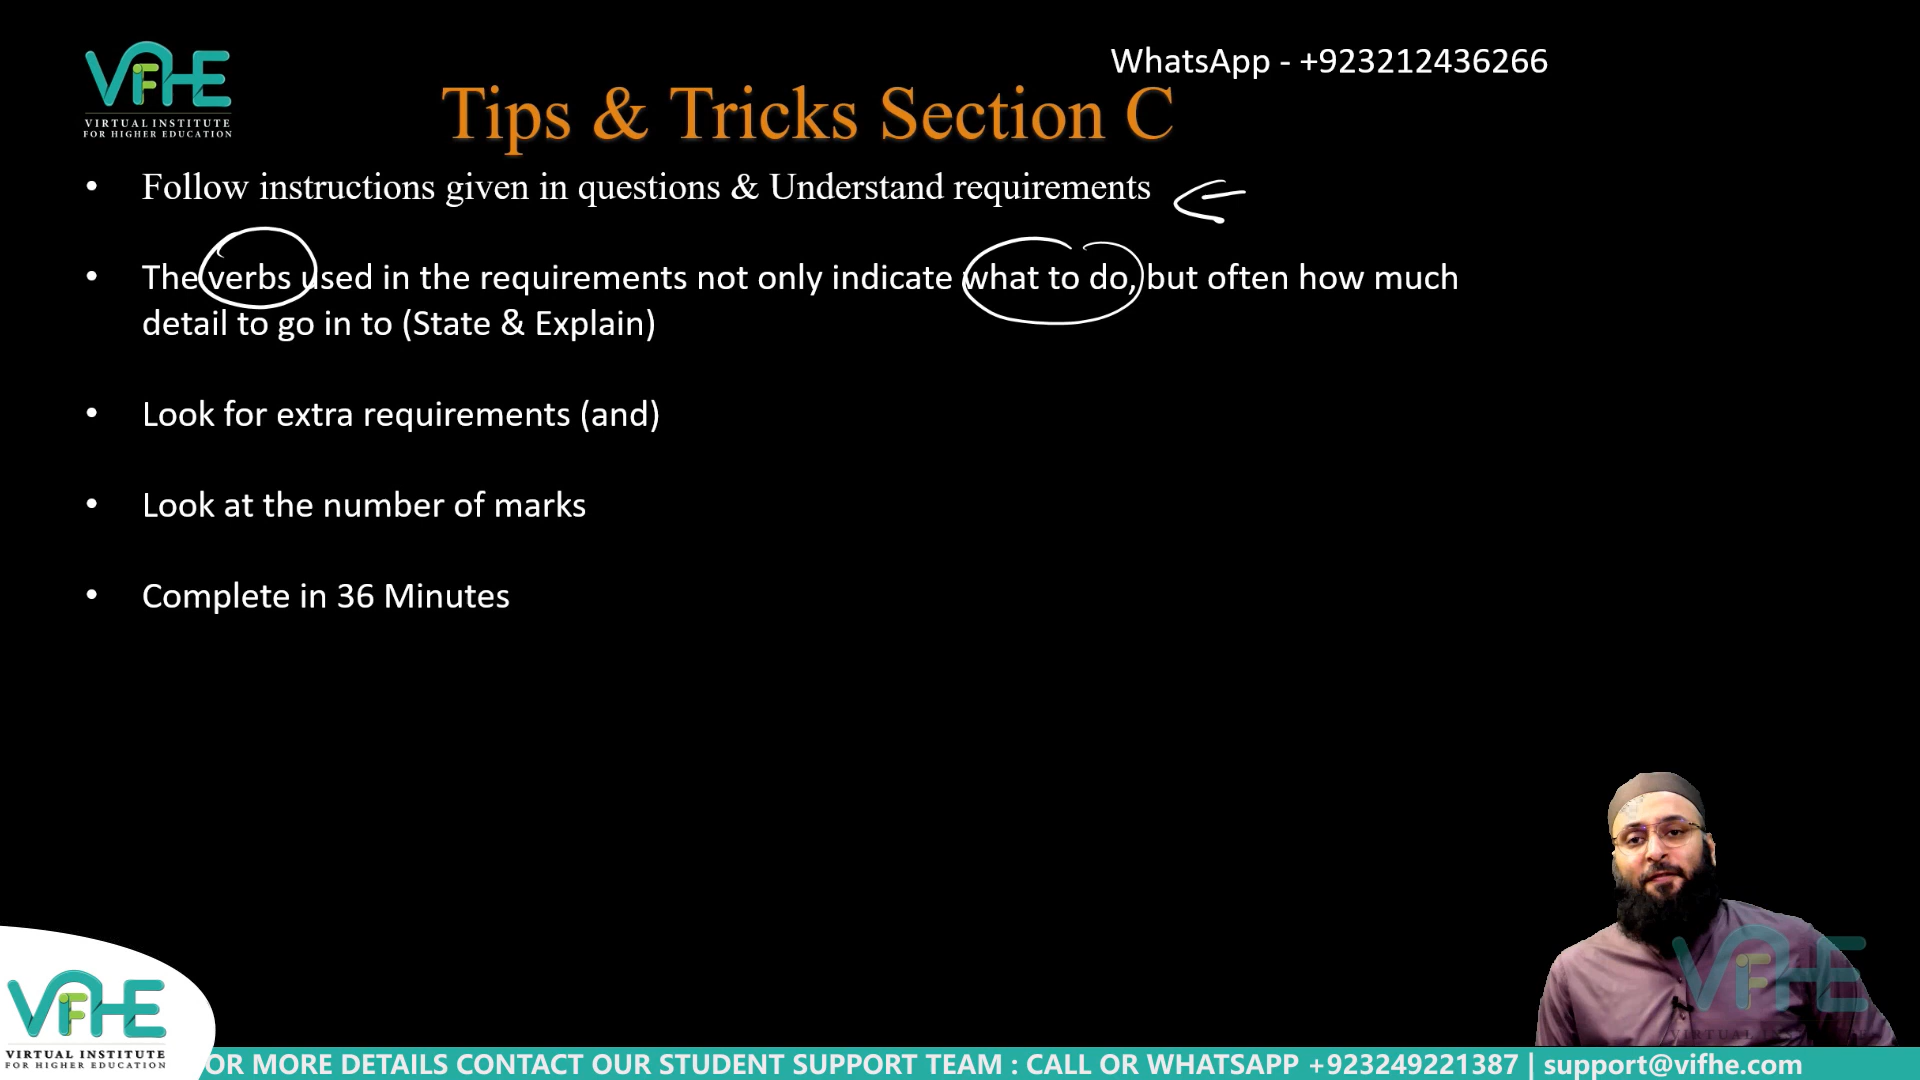 VIFHE
VIRTUAL INSTITUTE
FOR HIGHER EDUCATION
WhatsApp - +923212436266
Tips & Tricks Section C
• Follow instructions given in questions & Understand requirements
• The verbs used in the requirements not only indicate what to do, but often how much
detail to go in to (State & Explain)
• Look for extra requirements (and)
• Look at the number of marks
• Complete in 36 Minutes
VIFHE
VIRTUAL INSTITUTE
VIFHE
VIRTUAL INSTITUTE
FOR HIGHER EDUCATION
OR MORE DETAILS CONTACT OUR STUDENT SUPPORT TEAM : CALL OR WHATSAPP +923249221387 | support@vifhe.com